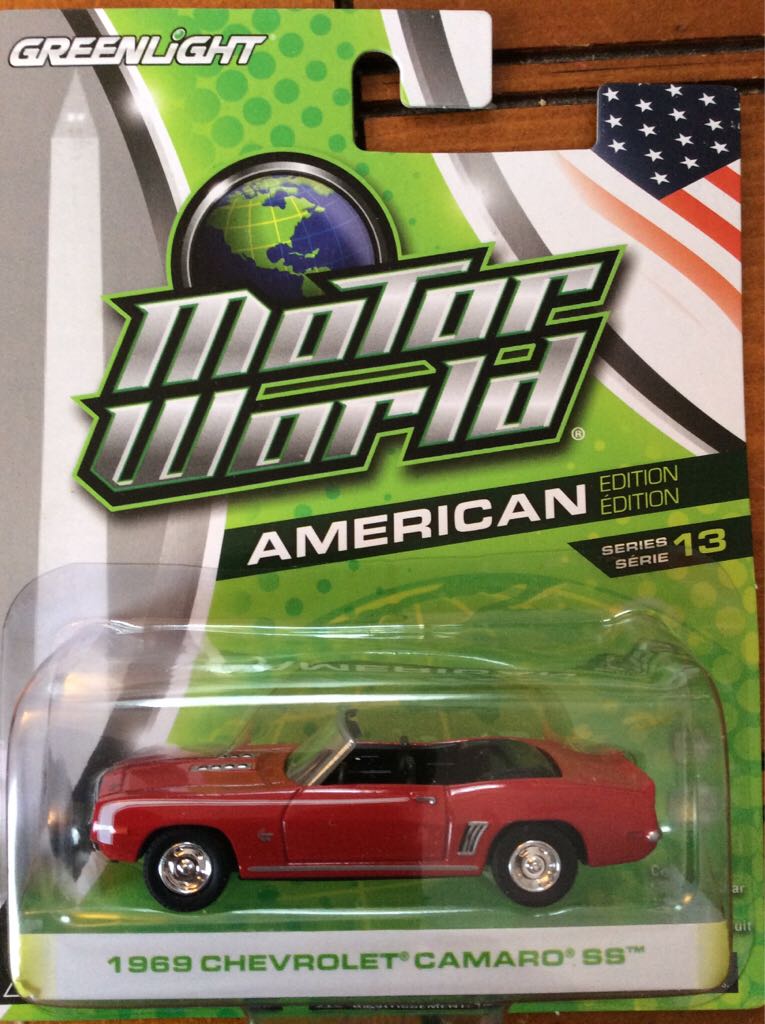 GREENLiGHT
MoTor
World®
AMERICAN
EDITION
ÉDITION
SERIES
SÉRIE
13
1969 CHEVROLET® CAMARO® SS™